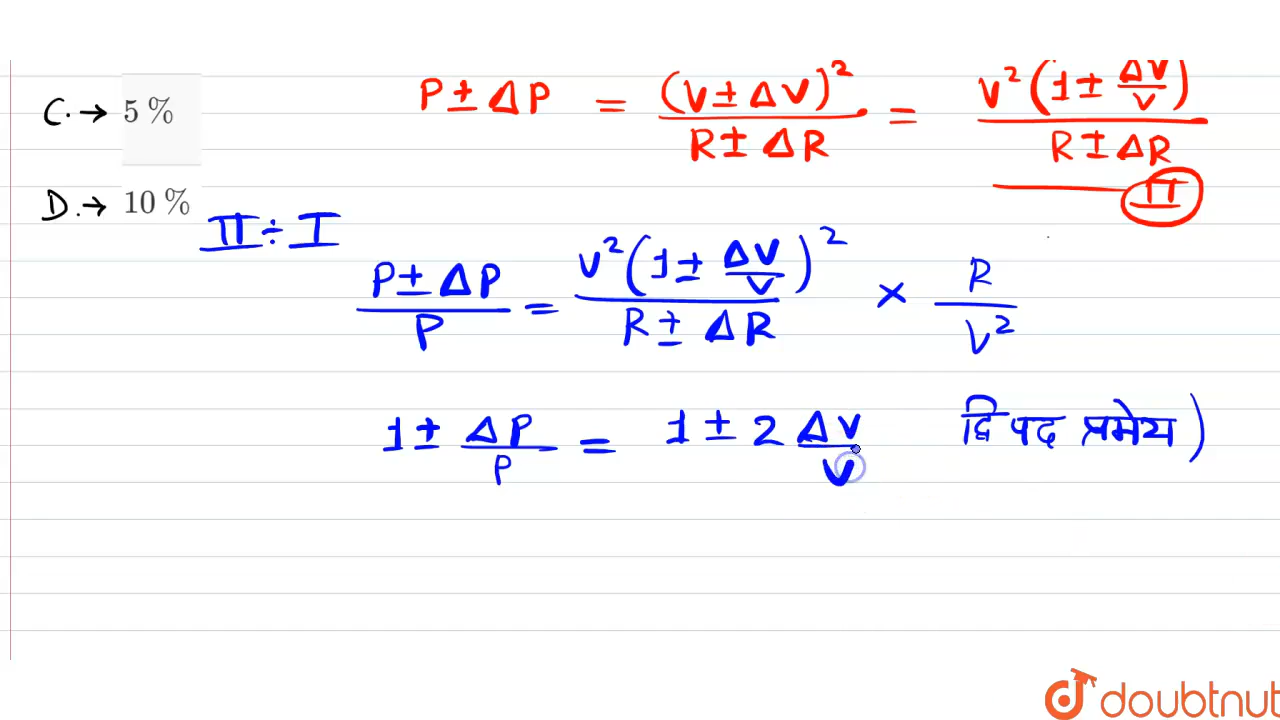 P ± ΔP = (V ± ΔV)² / R ± ΔR = V² (1 ± ΔV/V) / R ± ΔR
C. → 5 %
II
D. → 10 %
II ÷ I
P ± ΔP / P = V² (1 ± ΔV/V)² / R ± ΔR × R / V²
1 ± ΔP/P = 1 ± 2 ΔV/V द्विपद प्रमेय )
doubtnut